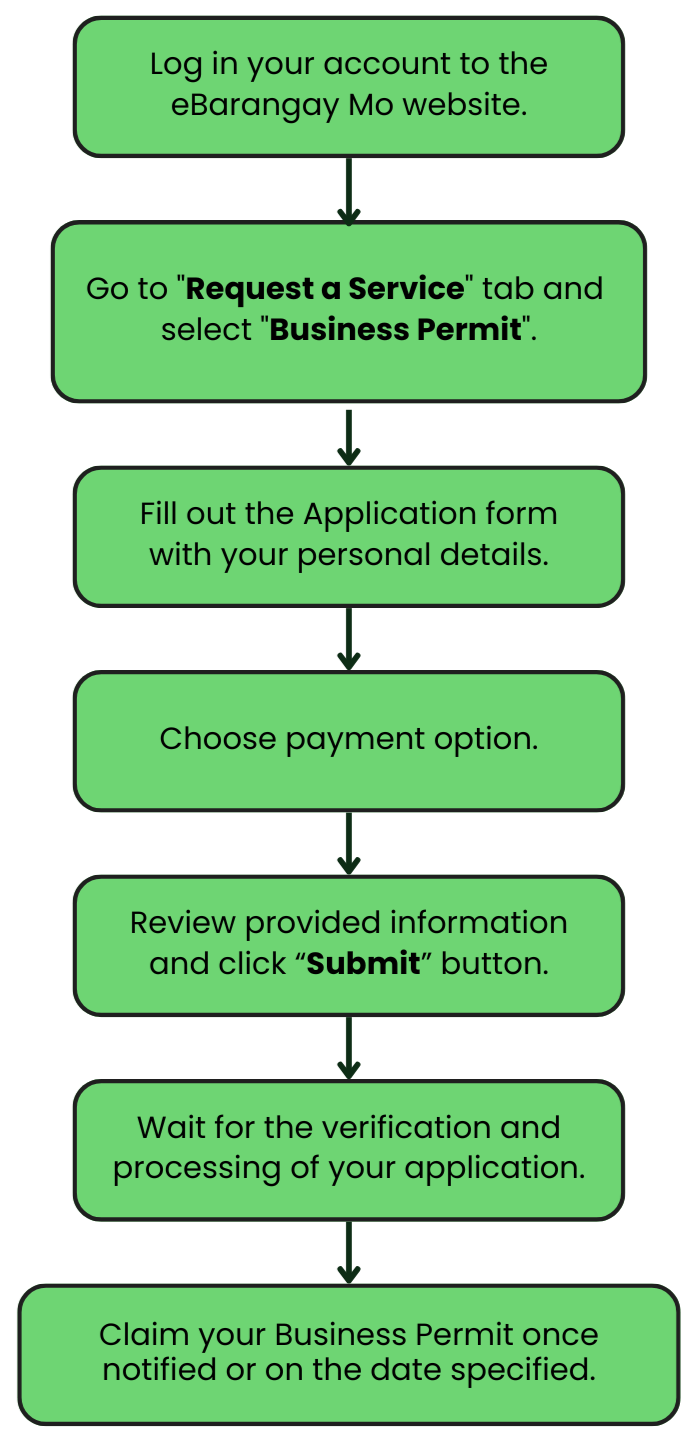 Log in your account to the
eBarangay Mo website.
Go to "Request a Service" tab and
select "Business Permit".
Fill out the Application form
with your personal details.
Choose payment option.
Review provided information
and click “Submit” button.
Wait for the verification and
processing of your application.
Claim your Business Permit once
notified or on the date specified.